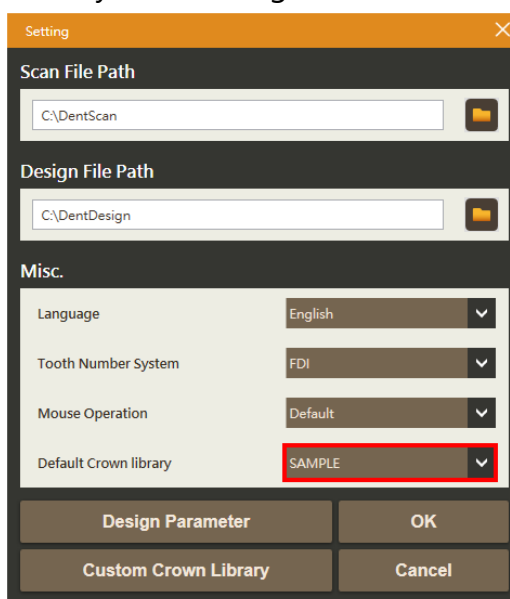 Setting
Scan File Path
C:\DentScan
Design File Path
C:\DentDesign
Misc.
Language English
Tooth Number System FDI
Mouse Operation Default
Default Crown library SAMPLE
Design Parameter OK
Custom Crown Library Cancel